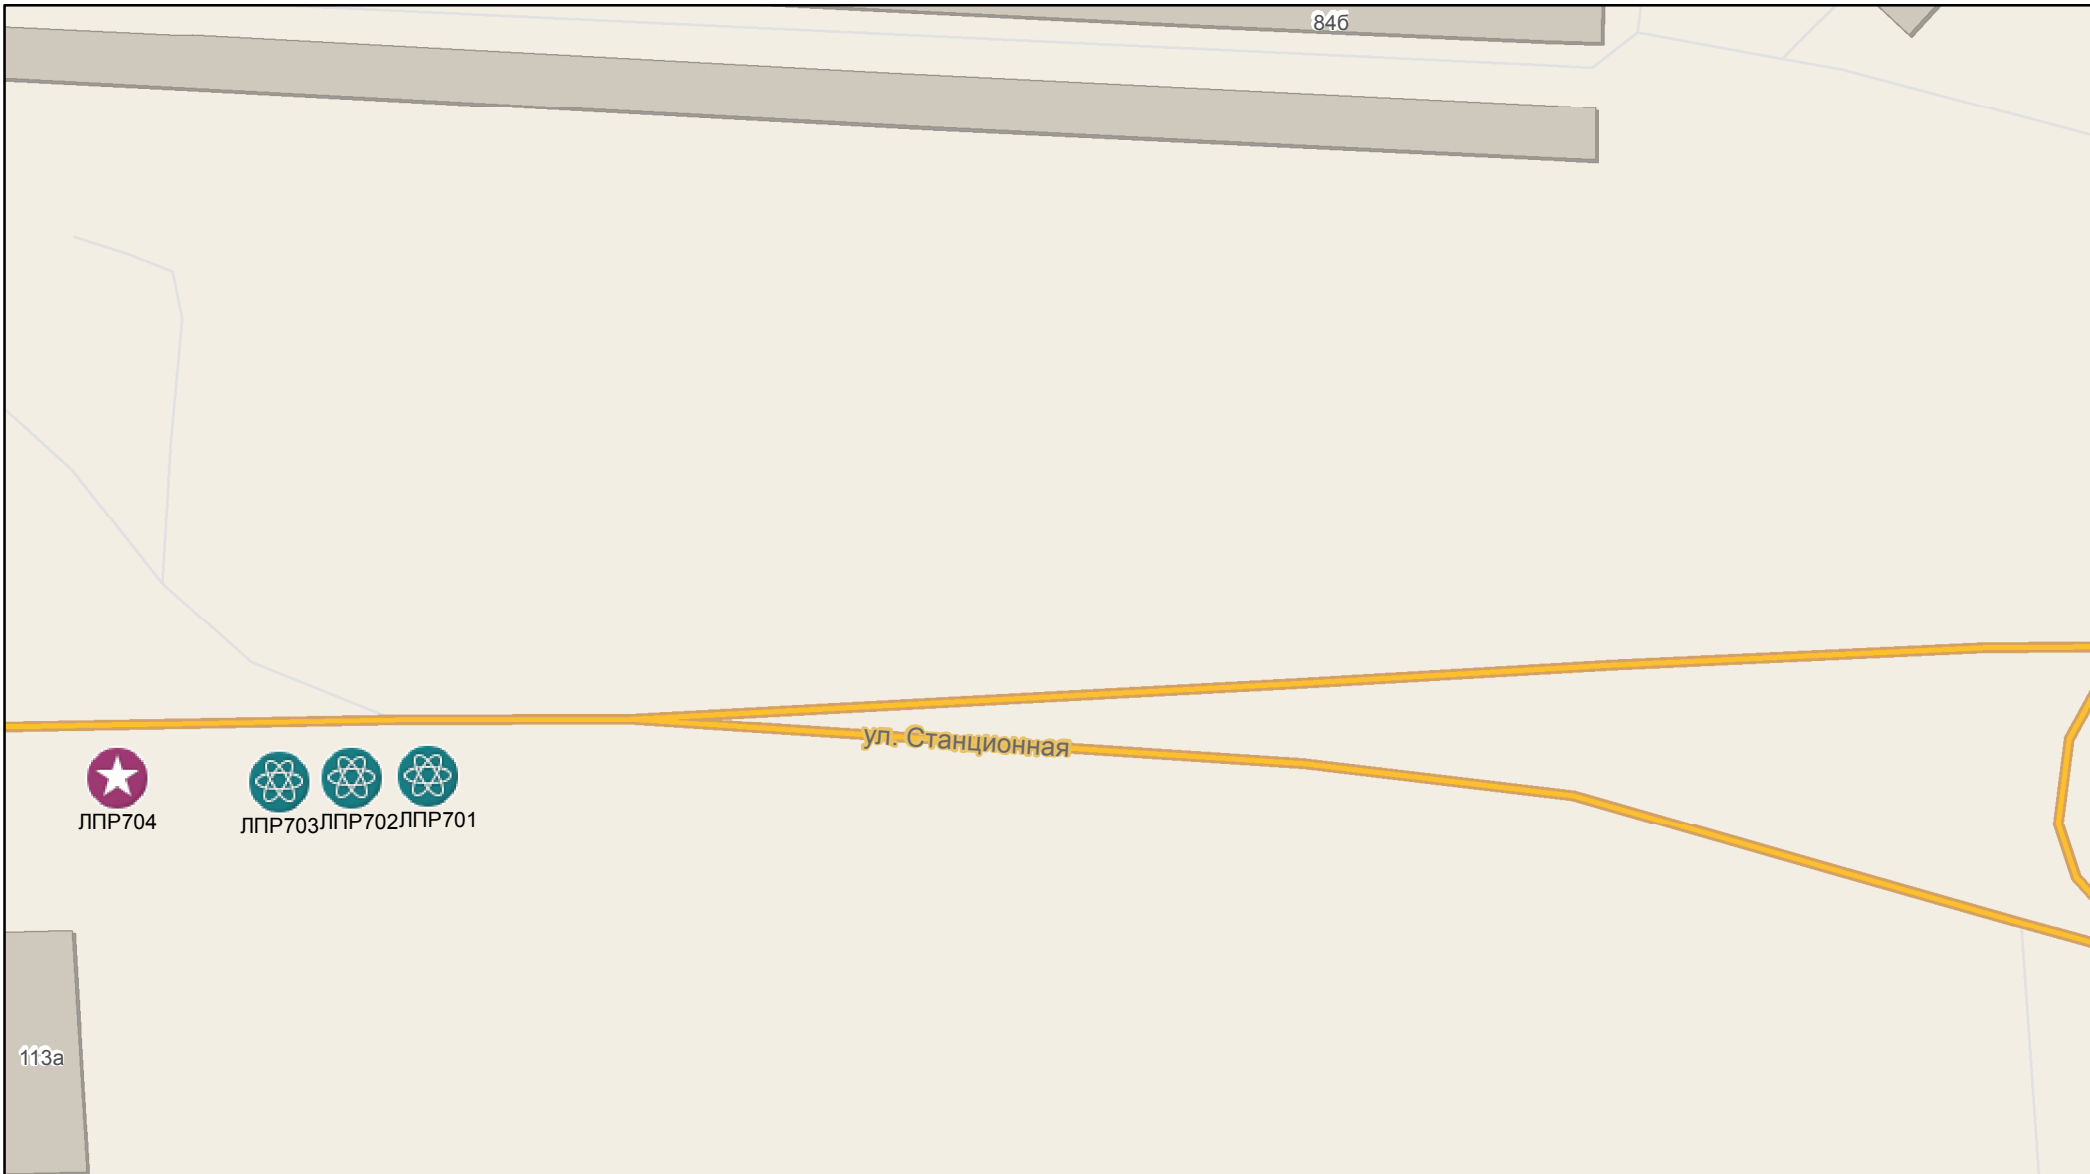 84б
ул. Станционная
ЛПР704
ЛПР703
ЛПР702
ЛПР701
113а